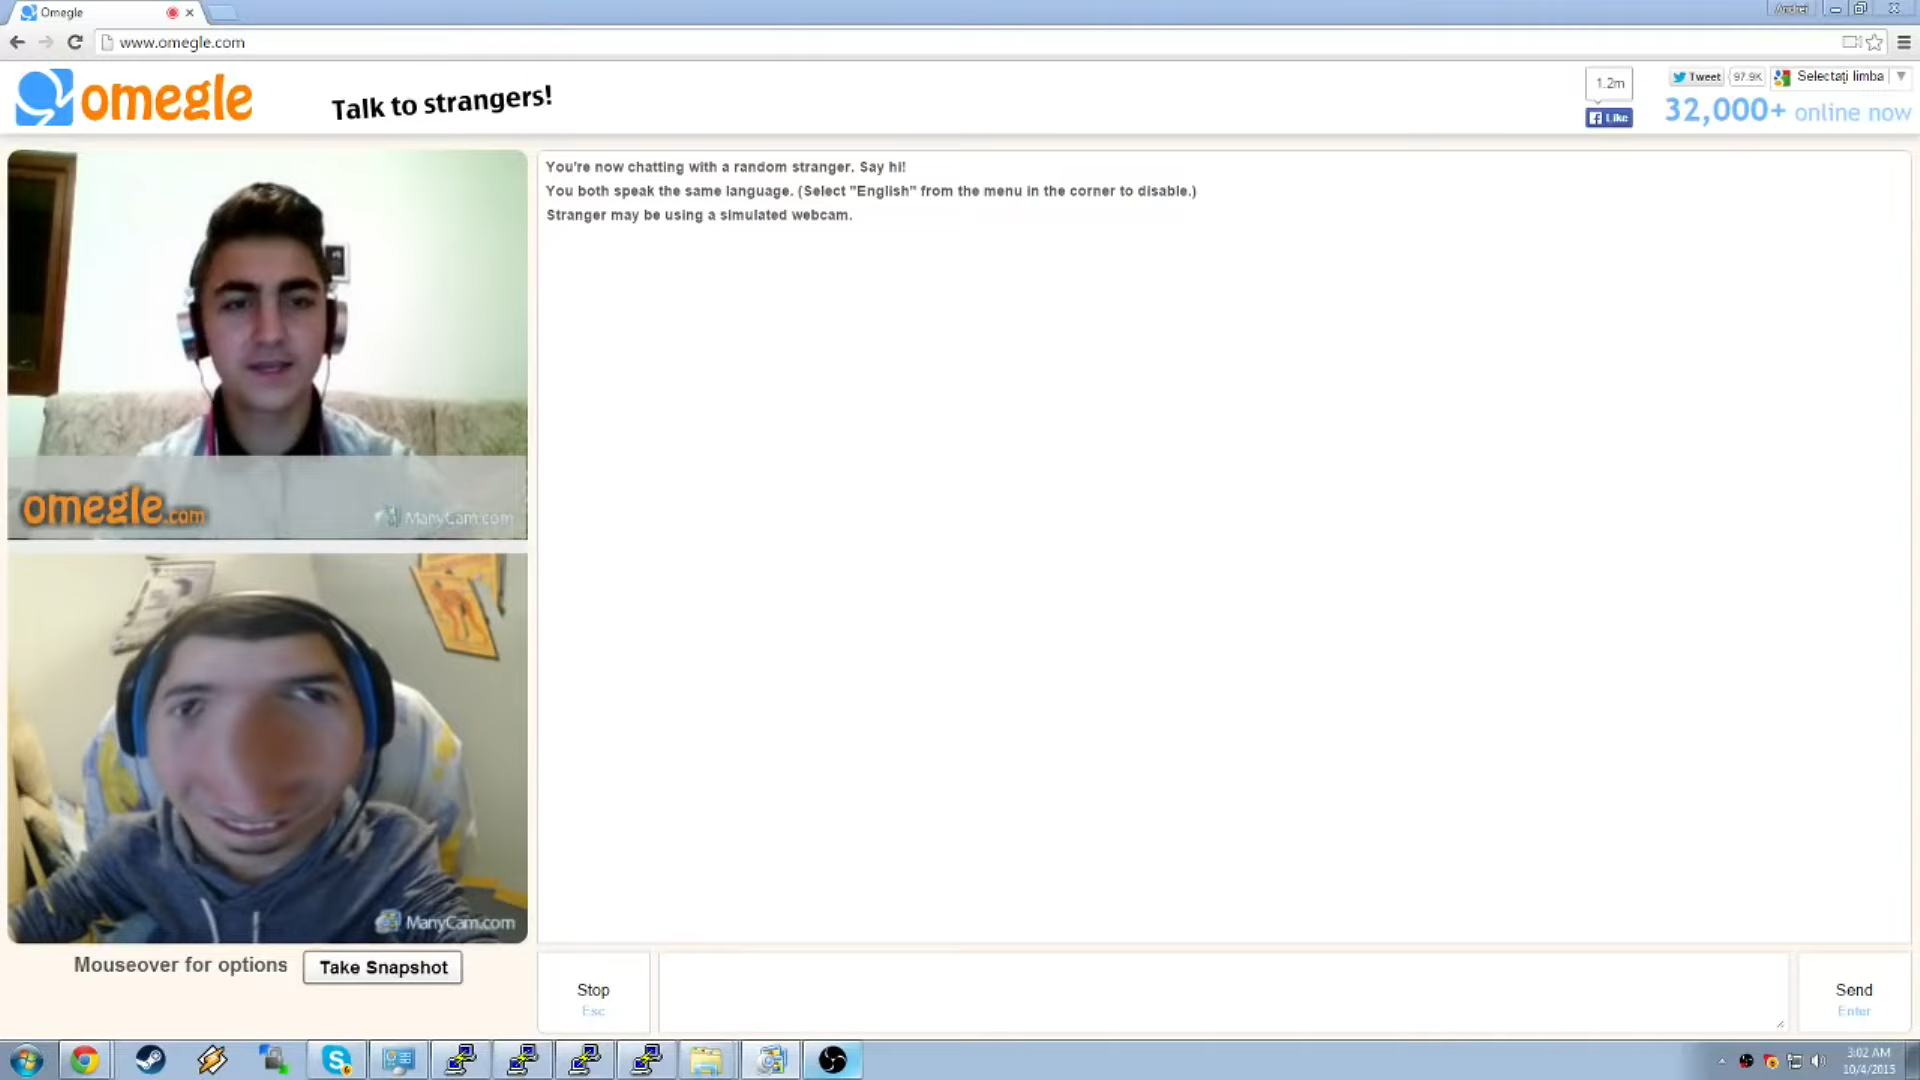 Omegle
Andrei
www.omegle.com
omegle
Talk to strangers!
1.2m
Like
Tweet
97.9K
Selectați limba
32,000+ online now
You're now chatting with a random stranger. Say hi!
You both speak the same language. (Select "English" from the menu in the corner to disable.)
Stranger may be using a simulated webcam.
omegle.com
ManyCam.com
ManyCam.com
Mouseover for options
Take Snapshot
Stop
Esc
Send
Enter
3:02 AM
10/4/2015